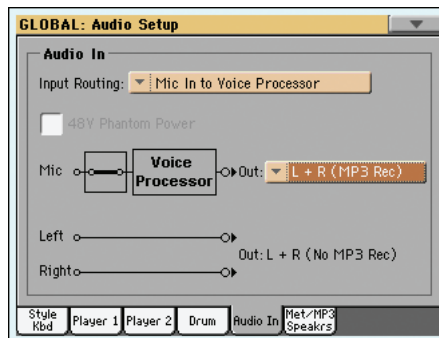 GLOBAL: Audio Setup
Audio In
Input Routing: Mic In to Voice Processor
48V Phantom Power
Mic Voice Processor Out: L + R (MP3 Rec)
Left
Out: L + R (No MP3 Rec)
Right
Style Kbd Player 1 Player 2 Drum Audio In Met/MP3 Speakrs